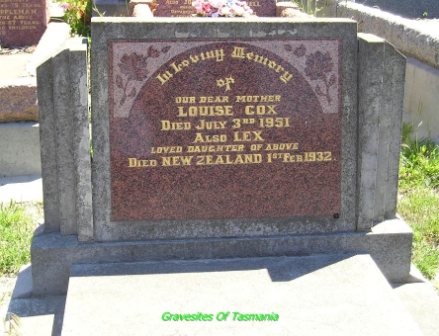 In Loving Memory
OUR DEAR MOTHER
LOUISE COX
DIED JULY 3RD 1951
ALSO LEX
LOVED DAUGHTER OF ABOVE
DIED NEW ZEALAND 1ST FEB 1932.
Gravesites Of Tasmania